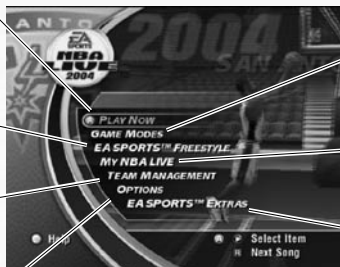 ANTO
2004
SAN ANTO
EA
SPORTS
NBA
LIVE
2004
PLAY NOW
GAME MODES
EA SPORTS™ FREESTYLE
MY NBA LIVE
TEAM MANAGEMENT
OPTIONS
EA SPORTS™ EXTRAS
Help
Select Item
Next Song